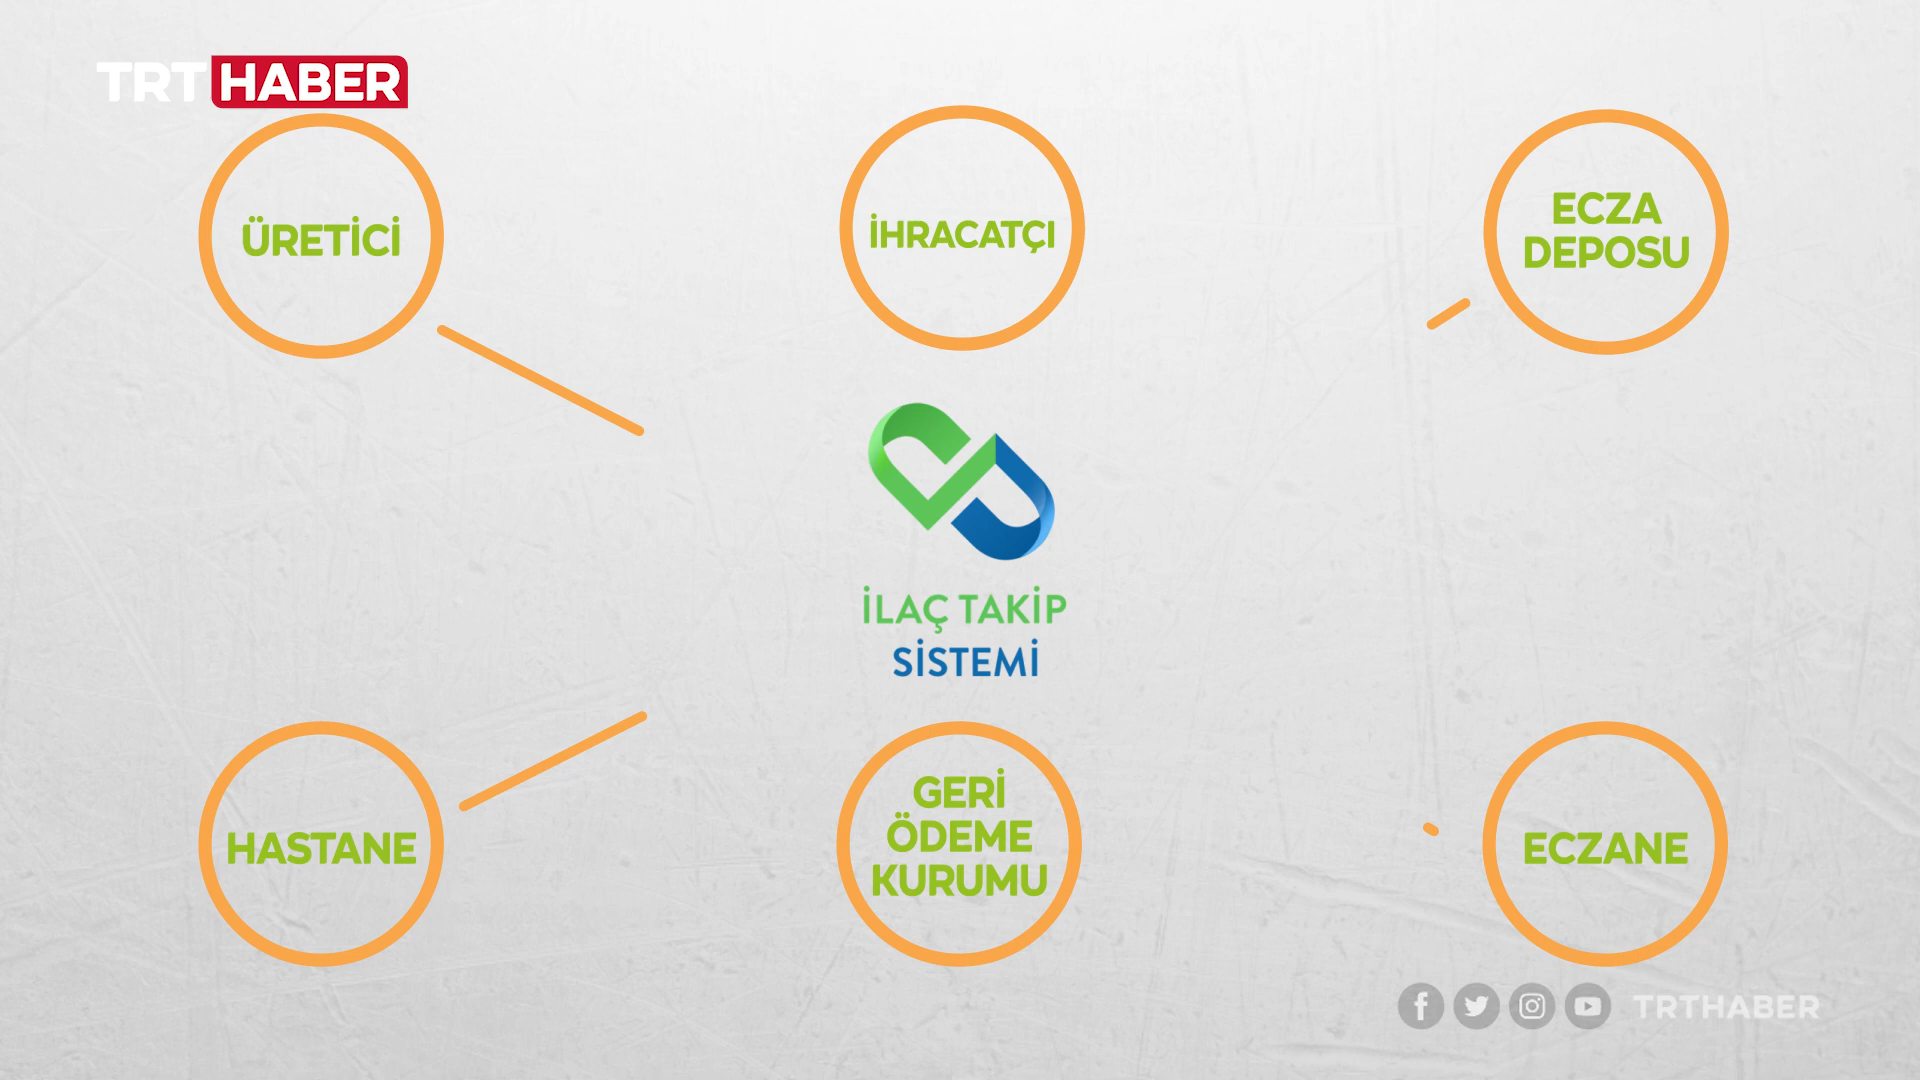 TRT HABER
ÜRETİCİ
İHRACATÇI
ECZA
DEPOSU
İLAÇ TAKİP
SİSTEMİ
HASTANE
GERİ
ÖDEME
KURUMU
ECZANE
TRTHABER